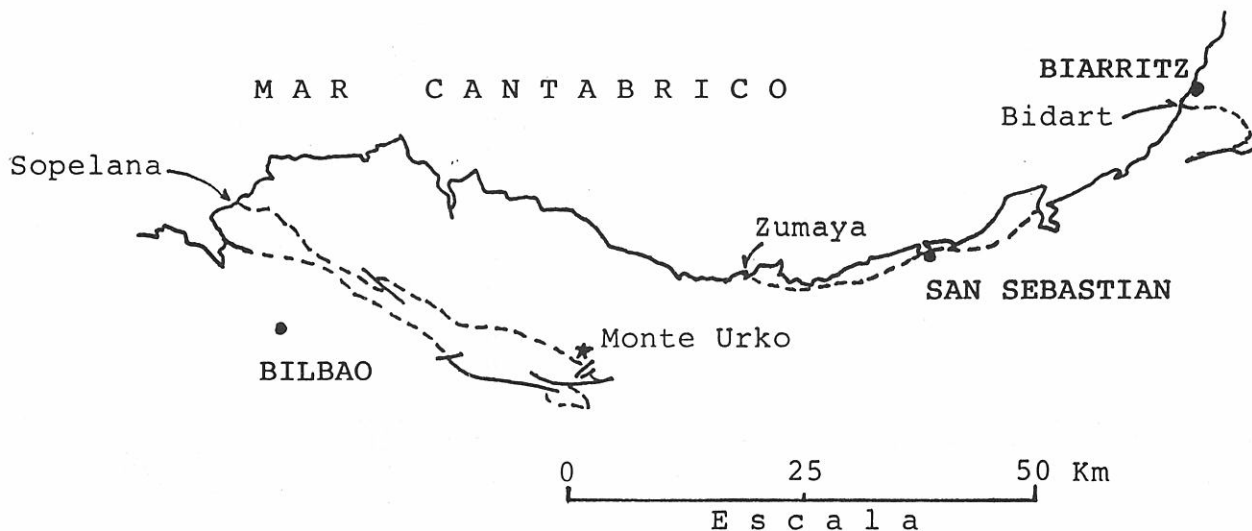 BIARRITZ
MAR CANTABRICO
Bidart
Sopelana
Zumaya
SAN SEBASTIAN
Monte Urko
BILBAO
0 25 50 Km
Escala